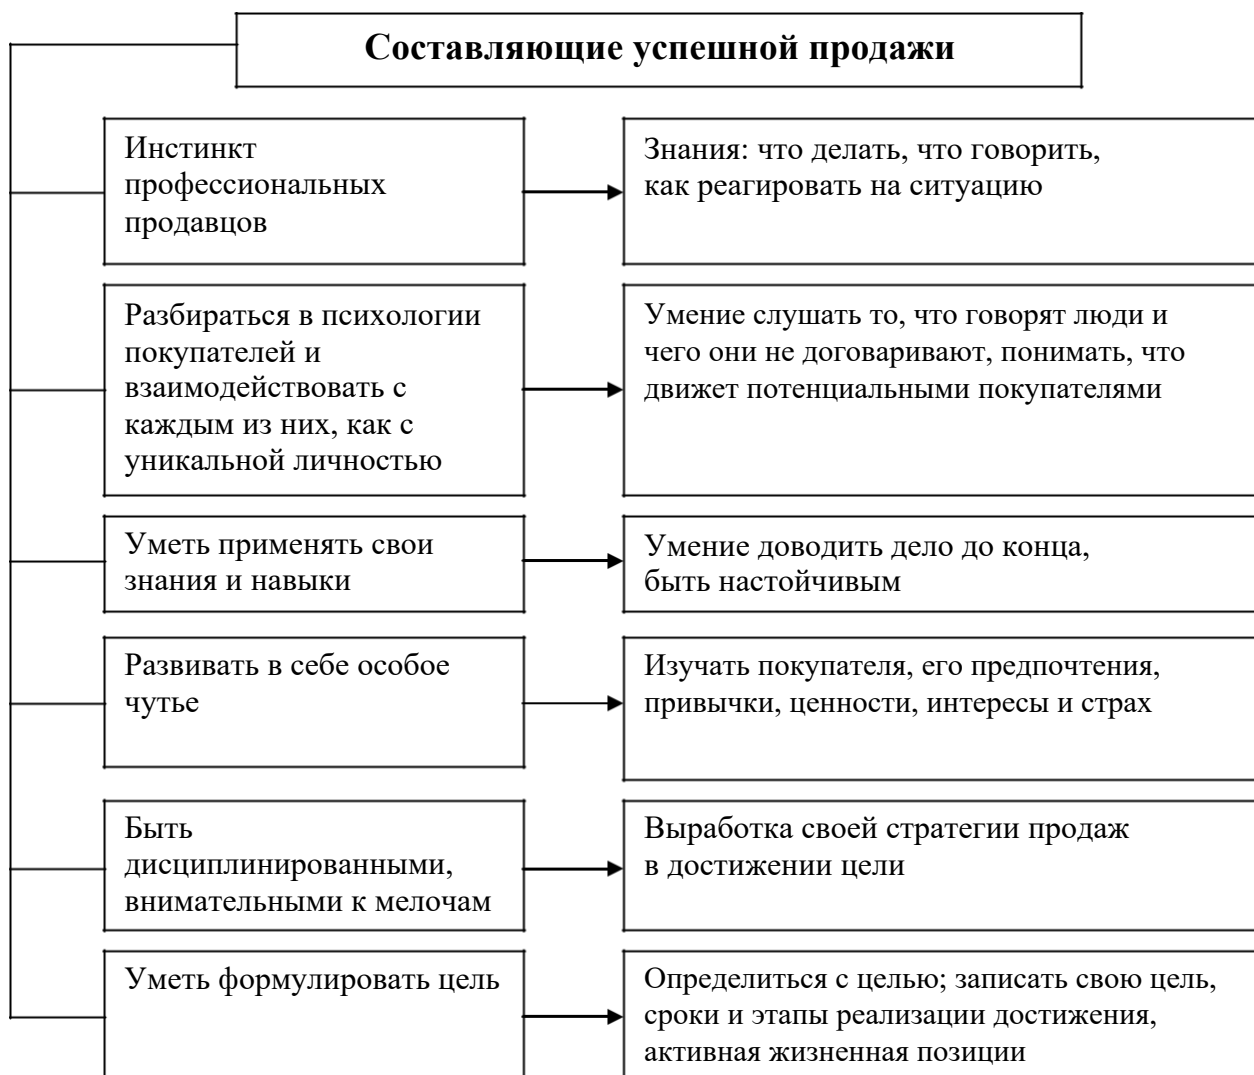 Составляющие успешной продажи
Инстинкт
профессиональных
продавцов
Знания: что делать, что говорить,
как реагировать на ситуацию
Разбираться в психологии
покупателей и
взаимодействовать с
каждым из них, как с
уникальной личностью
Умение слушать то, что говорят люди и
чего они не договаривают, понимать, что
движет потенциальными покупателями
Уметь применять свои
знания и навыки
Умение доводить дело до конца,
быть настойчивым
Развивать в себе особое
чутье
Изучать покупателя, его предпочтения,
привычки, ценности, интересы и страх
Быть
дисциплинированными,
внимательными к мелочам
Выработка своей стратегии продаж
в достижении цели
Уметь формулировать цель
Определиться с целью; записать свою цель,
сроки и этапы реализации достижения,
активная жизненная позиции